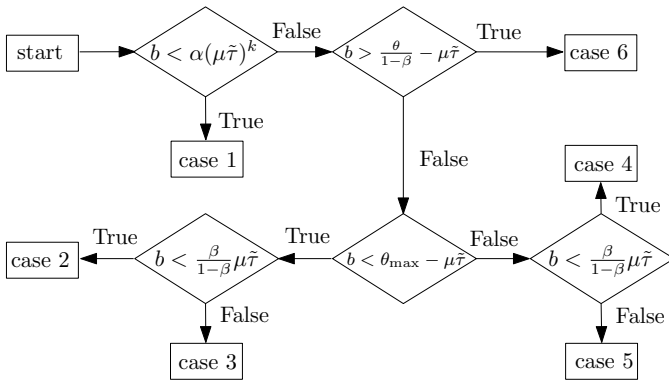 start
b < α(μτ̃)^k
False
b > θ/(1−β) − μτ̃
True
case 6
True
case 1
False
case 4
True
case 2
True
b < β/(1−β) μτ̃
True
b < θ_max − μτ̃
False
b < β/(1−β) μτ̃
False
case 3
False
case 5